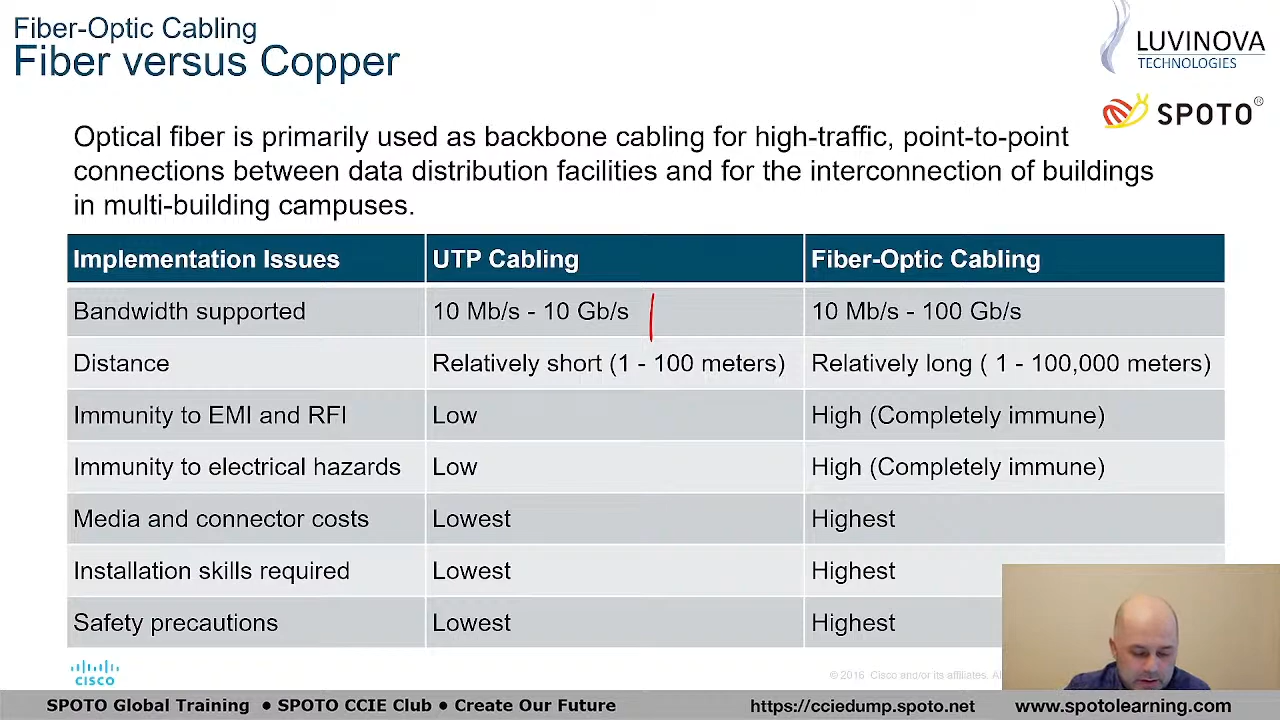 Fiber-Optic Cabling
Fiber versus Copper
LUVINOVA
TECHNOLOGIES
SPOTO®
Optical fiber is primarily used as backbone cabling for high-traffic, point-to-point
connections between data distribution facilities and for the interconnection of buildings
in multi-building campuses.
Implementation Issues UTP Cabling Fiber-Optic Cabling
Bandwidth supported 10 Mb/s - 10 Gb/s 10 Mb/s - 100 Gb/s
Distance Relatively short (1 - 100 meters) Relatively long ( 1 - 100,000 meters)
Immunity to EMI and RFI Low High (Completely immune)
Immunity to electrical hazards Low High (Completely immune)
Media and connector costs Lowest Highest
Installation skills required Lowest Highest
Safety precautions Lowest Highest
CISCO
© 2016 Cisco and/or its affiliates.
SPOTO Global Training ● SPOTO CCIE Club ● Create Our Future https://cciedump.spoto.net www.spotolearning.com